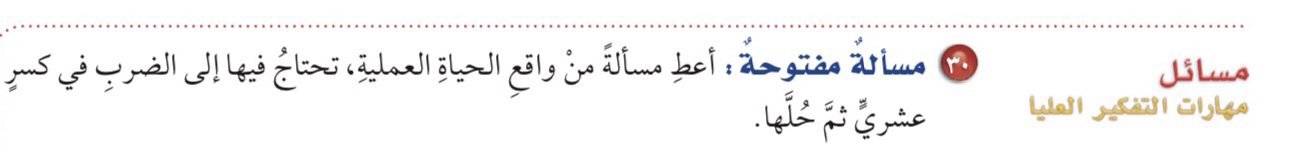 مسائل
مهارات التفكير العليا
٣٠ مسألةٌ مفتوحةٌ : أعطِ مسألةً منْ واقعِ الحياةِ العمليةِ، تحتاجُ فيها إلى الضربِ في كسرٍ
عشريٍّ ثمَّ حُلَّها.